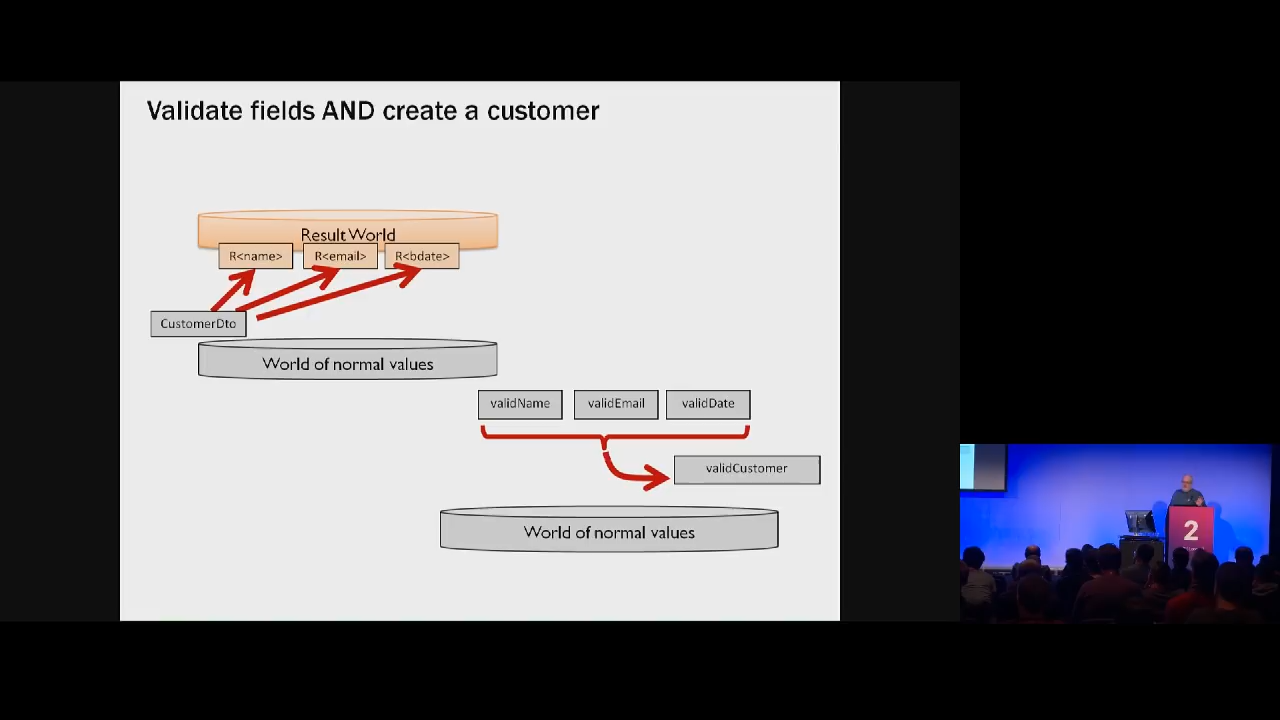 Validate fields AND create a customer
Result World
R<name>
R<email>
R<bdate>
CustomerDto
World of normal values
validName
validEmail
validDate
validCustomer
World of normal values
2